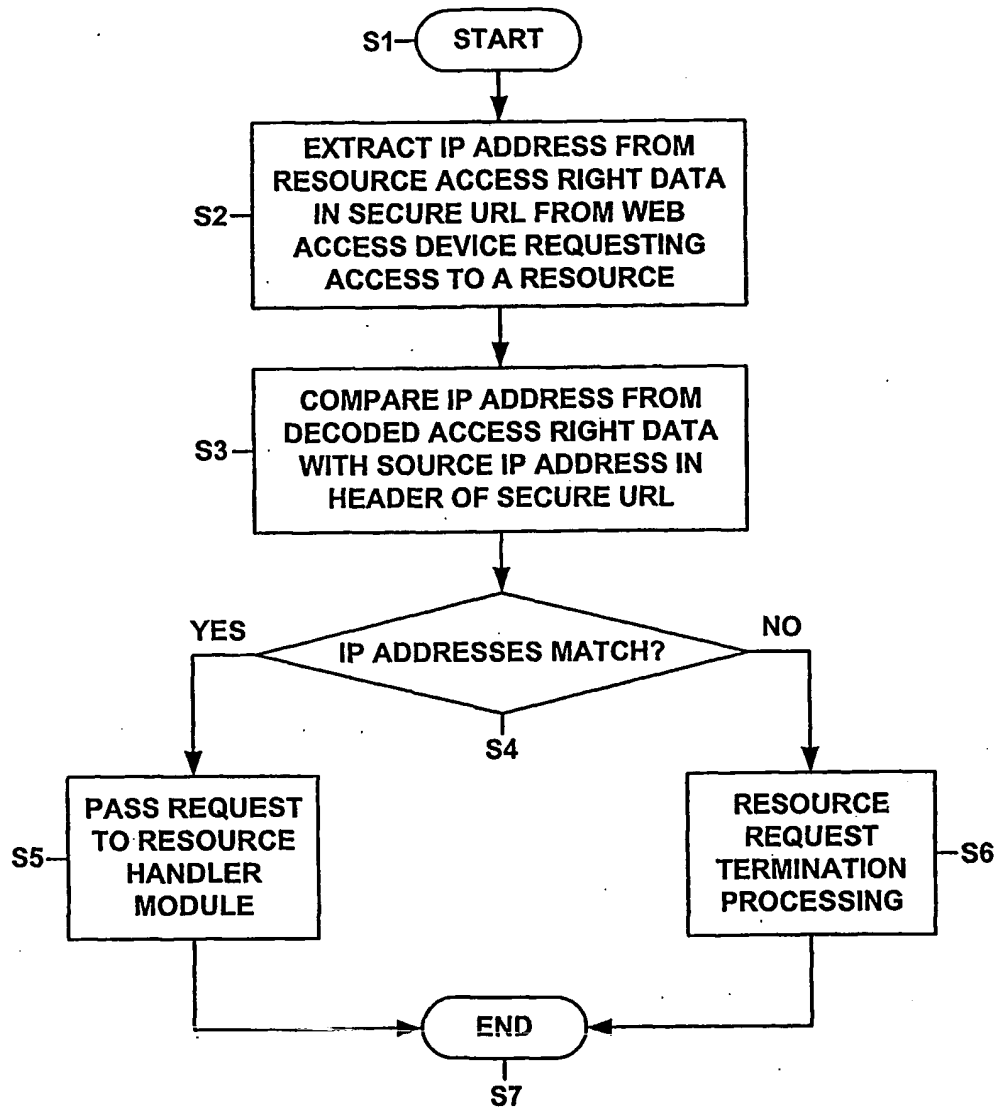 S1
START
EXTRACT IP ADDRESS FROM
RESOURCE ACCESS RIGHT DATA
IN SECURE URL FROM WEB
ACCESS DEVICE REQUESTING
ACCESS TO A RESOURCE
S2
COMPARE IP ADDRESS FROM
DECODED ACCESS RIGHT DATA
WITH SOURCE IP ADDRESS IN
HEADER OF SECURE URL
S3
YES
IP ADDRESSES MATCH?
NO
S4
PASS REQUEST
TO RESOURCE
HANDLER
MODULE
S5
RESOURCE
REQUEST
TERMINATION
PROCESSING
S6
END
S7